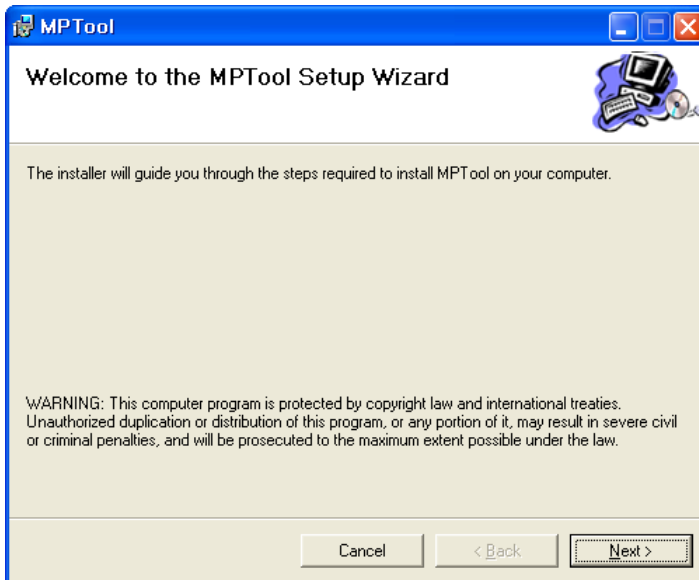 MPTool
Welcome to the MPTool Setup Wizard
The installer will guide you through the steps required to install MPTool on your computer.
WARNING: This computer program is protected by copyright law and international treaties.
Unauthorized duplication or distribution of this program, or any portion of it, may result in severe civil
or criminal penalties, and will be prosecuted to the maximum extent possible under the law.
Cancel
< Back
Next >